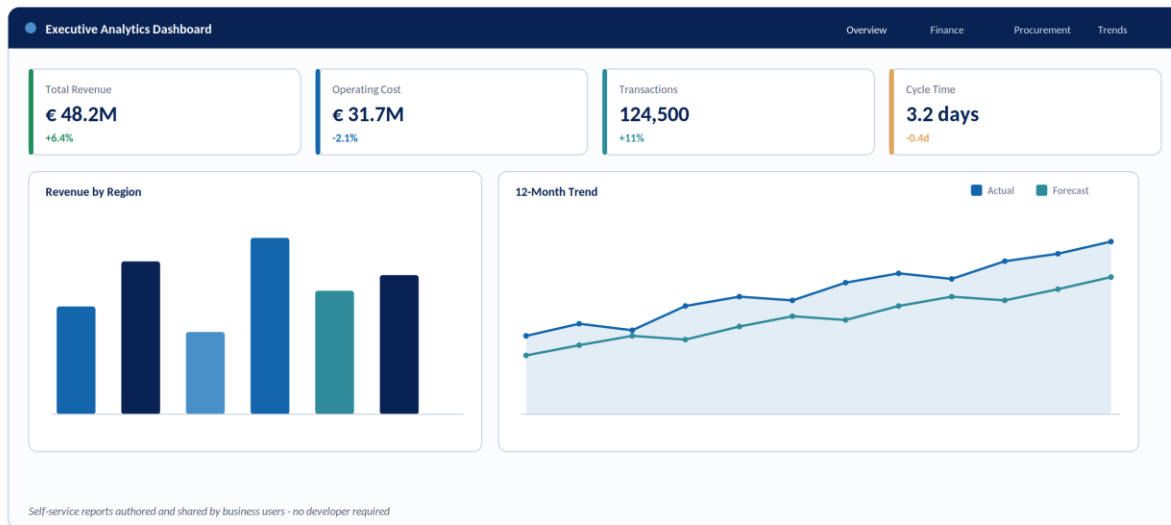 Executive Analytics Dashboard
Overview Finance Procurement Trends
Total Revenue
€ 48.2M
+6.4%
Operating Cost
€ 31.7M
-2.1%
Transactions
124,500
+11%
Cycle Time
3.2 days
-0.4d
Revenue by Region
12-Month Trend
Actual Forecast
Self-service reports authored and shared by business users - no developer required